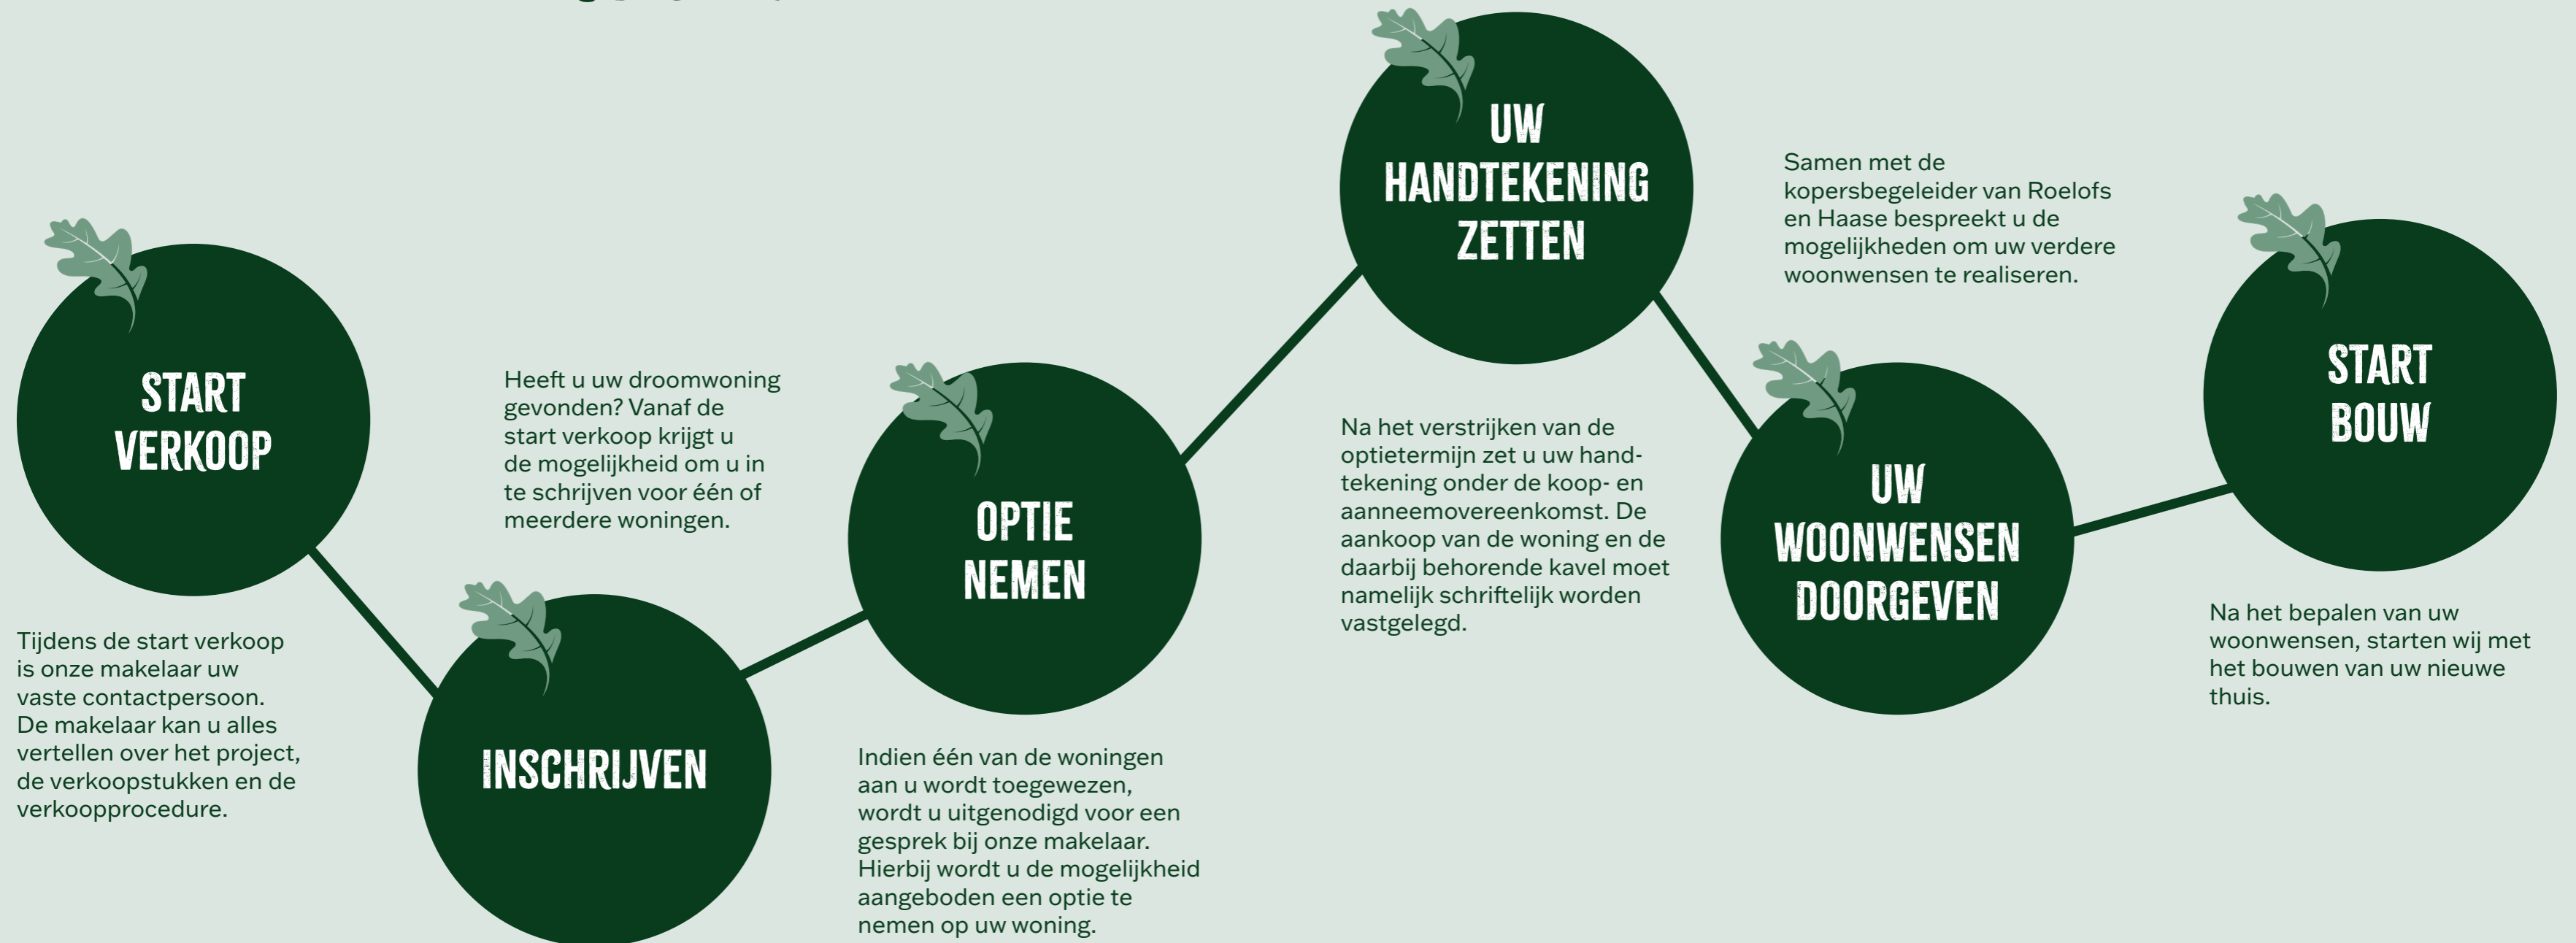 START
VERKOOP
Tijdens de start verkoop
is onze makelaar uw
vaste contactpersoon.
De makelaar kan u alles
vertellen over het project,
de verkoopstukken en de
verkoopprocedure.
Heeft u uw droomwoning
gevonden? Vanaf de
start verkoop krijgt u
de mogelijkheid om u in
te schrijven voor één of
meerdere woningen.
INSCHRIJVEN
OPTIE
NEMEN
Indien één van de woningen
aan u wordt toegewezen,
wordt u uitgenodigd voor een
gesprek bij onze makelaar.
Hierbij wordt u de mogelijkheid
aangeboden een optie te
nemen op uw woning.
UW
HANDTEKENING
ZETTEN
Na het verstrijken van de
optietermijn zet u uw hand-
tekening onder de koop- en
aanneemovereenkomst. De
aankoop van de woning en de
daarbij behorende kavel moet
namelijk schriftelijk worden
vastgelegd.
Samen met de
kopersbegeleider van Roelofs
en Haase bespreekt u de
mogelijkheden om uw verdere
woonwensen te realiseren.
UW
WOONWENSEN
DOORGEVEN
START
BOUW
Na het bepalen van uw
woonwensen, starten wij met
het bouwen van uw nieuwe
thuis.